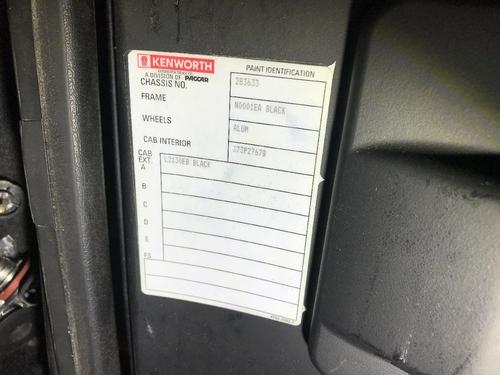 KENWORTH
A DIVISION OF PACCAR
PAINT IDENTIFICATION
CHASSIS NO. 283633
FRAME N0001EA BLACK
WHEELS ALUM
CAB INTERIOR
CAB
EXT.
A BLACK
B
C
D
E
FS